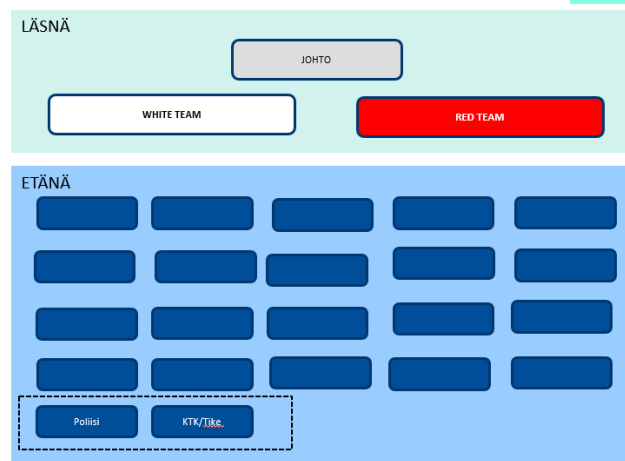 LÄSNÄ
JOHTO
WHITE TEAM
RED TEAM
ETÄNÄ
Poliisi
KTK/Tike